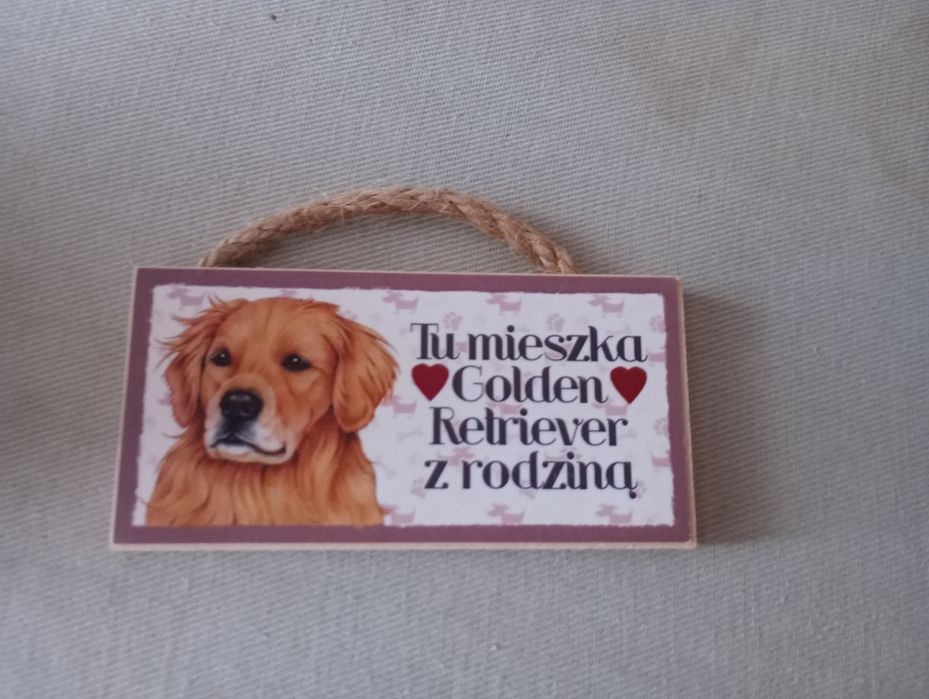 Tu mieszka
Golden
Retriever
z rodziną